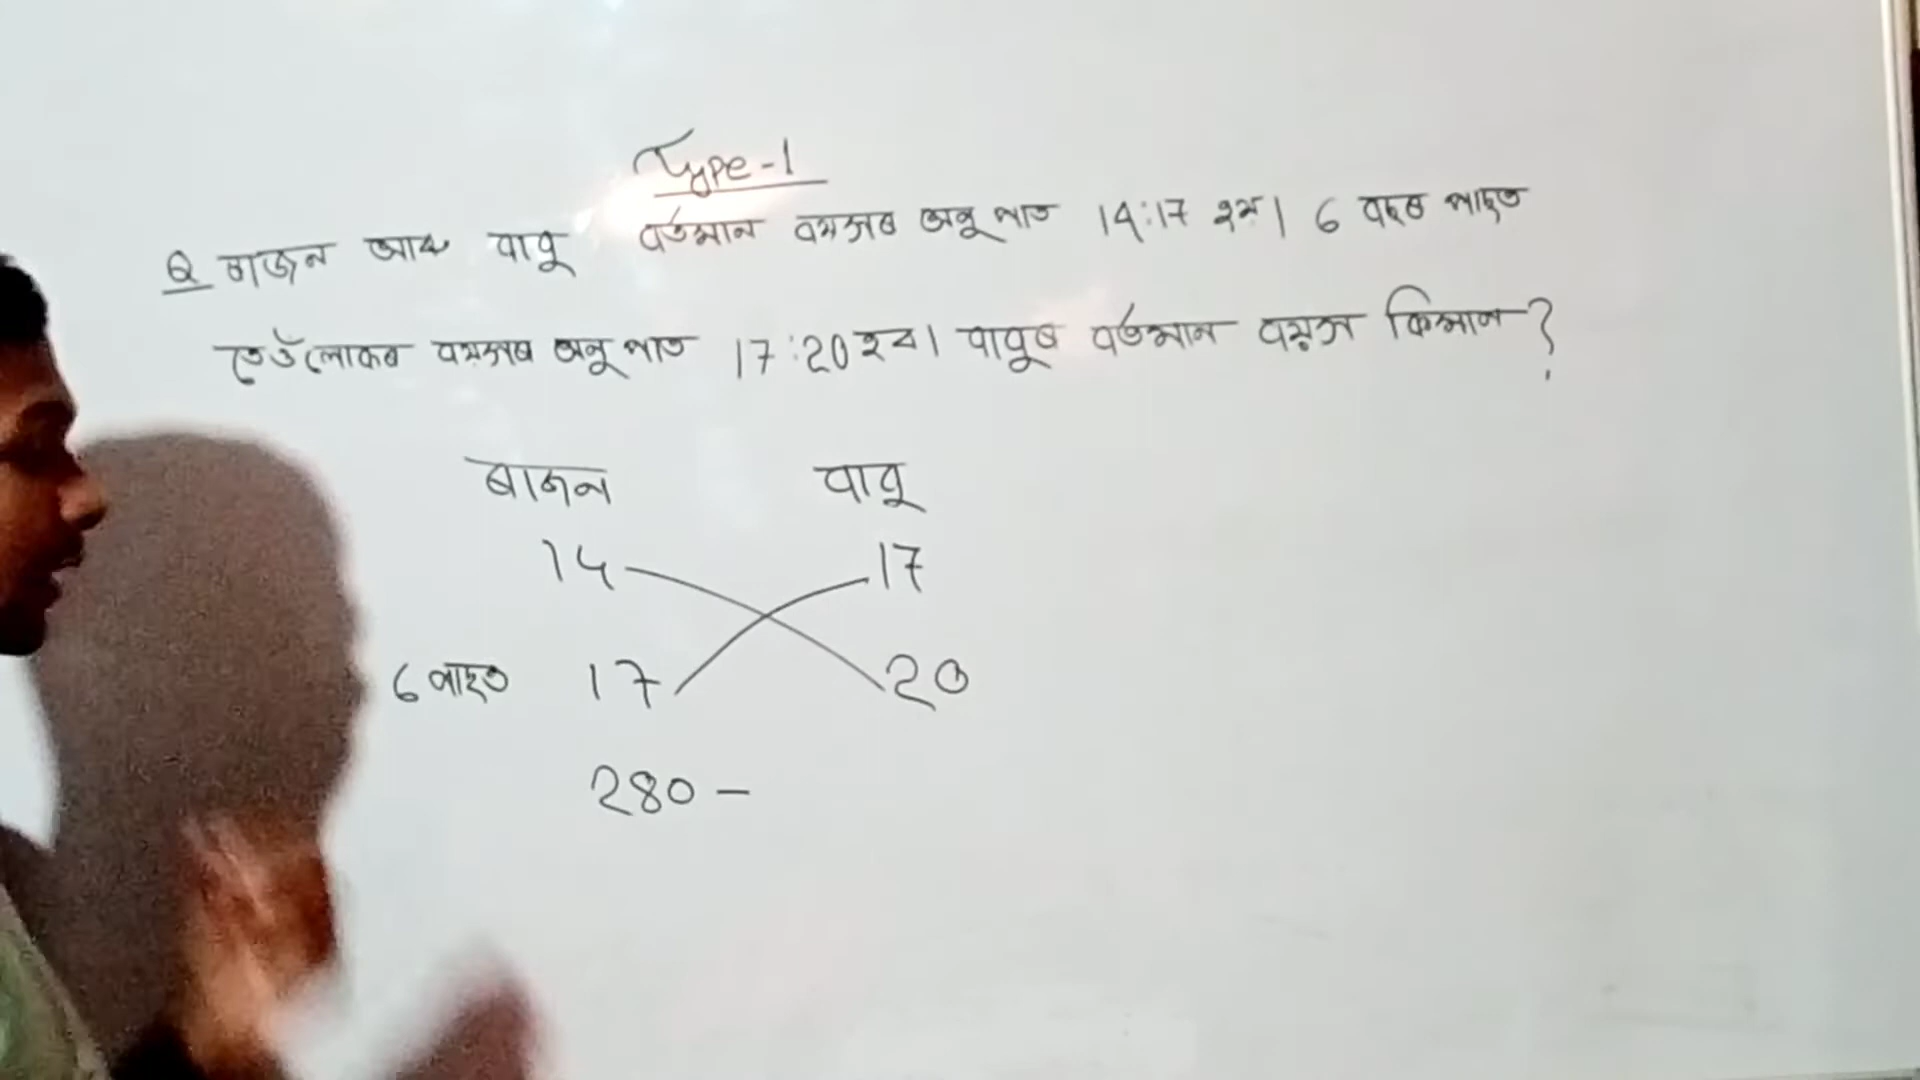 Type-1
Q ৰাজন আৰু বাবু বৰ্তমান বয়সৰ অনুপাত 14:17 হয়। 6 বছৰ পাছত
তেওঁলোকৰ বয়সৰ অনুপাত 17:20 হব। বাবুৰ বৰ্তমান বয়স কিমান?
ৰাজন বাবু
14 17
6 পাছত 17 20
280 –